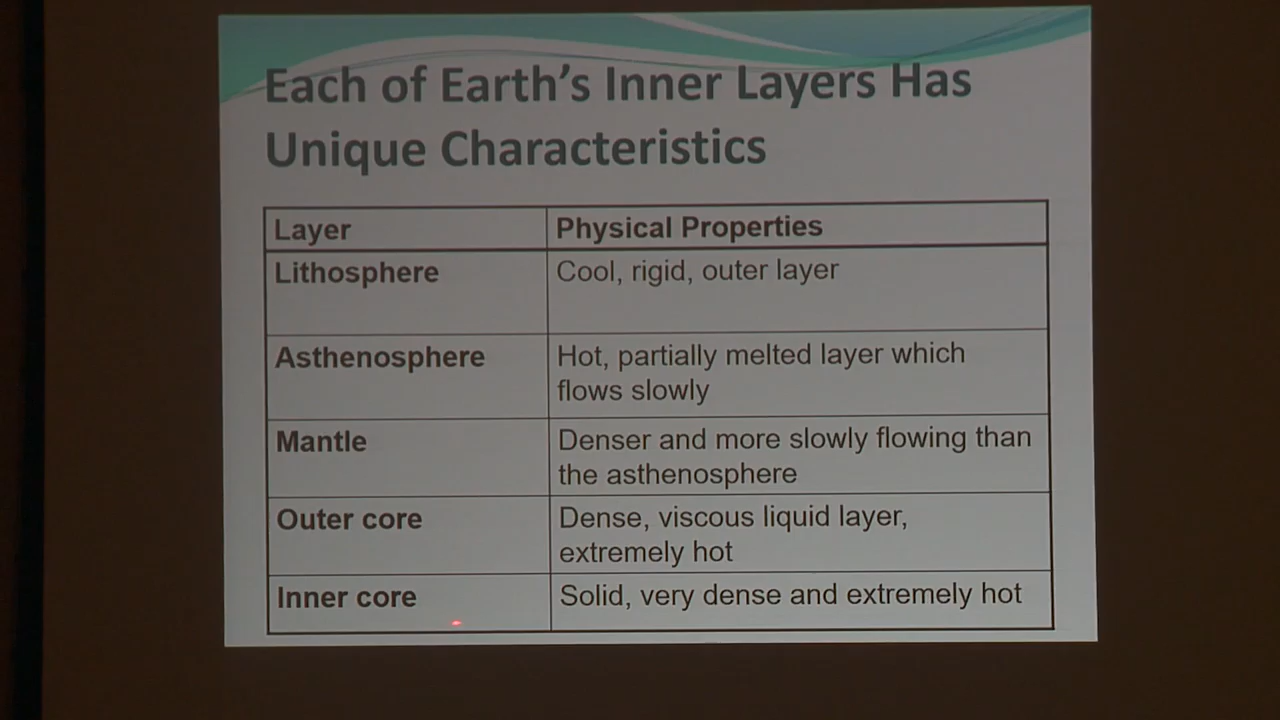 Each of Earth's Inner Layers Has
Unique Characteristics
Layer
Physical Properties
Lithosphere
Cool, rigid, outer layer
Asthenosphere
Hot, partially melted layer which
flows slowly
Mantle
Denser and more slowly flowing than
the asthenosphere
Outer core
Dense, viscous liquid layer,
extremely hot
Inner core
Solid, very dense and extremely hot